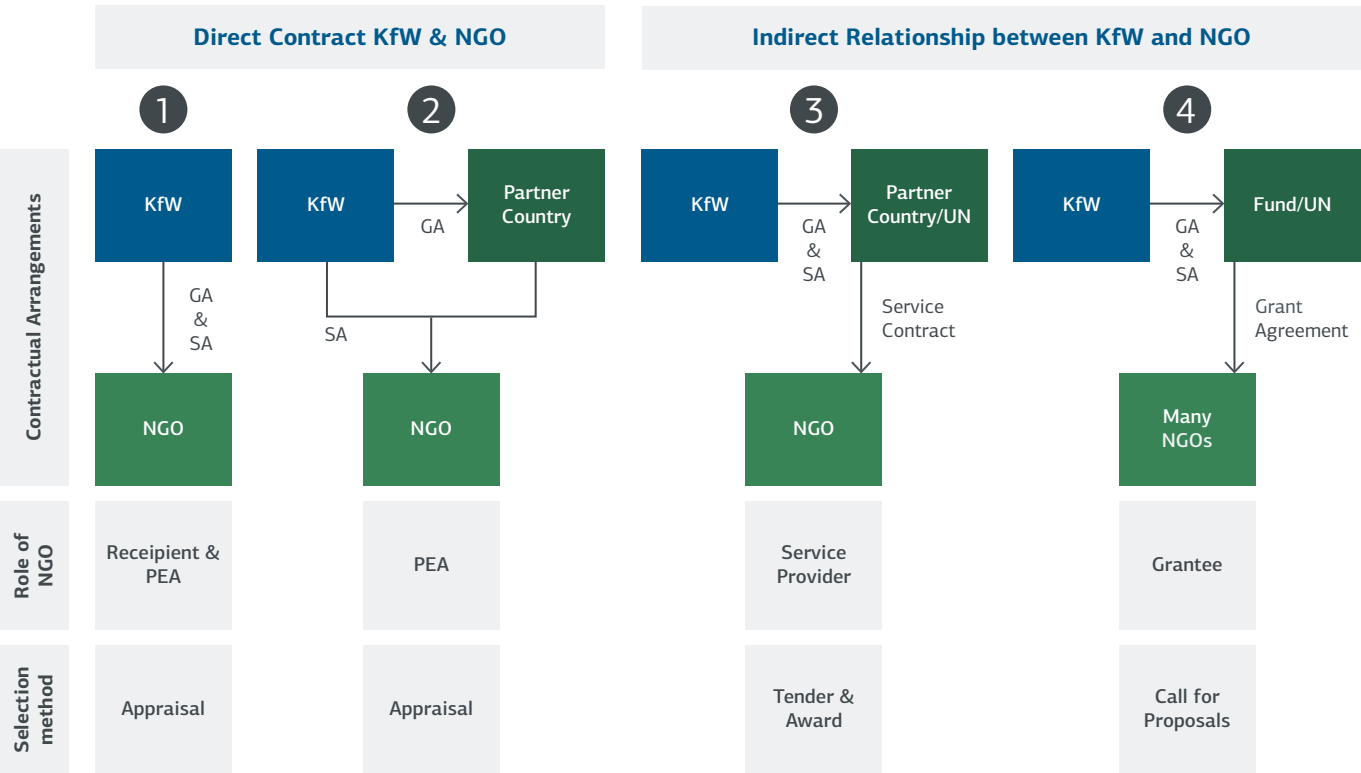 Direct Contract KfW & NGO
Indirect Relationship between KfW and NGO
1
2
3
4
Contractual Arrangements
KfW
KfW
GA
Partner
Country
KfW
GA
&
SA
Partner
Country/UN
KfW
GA
&
SA
Fund/UN
GA
&
SA
SA
Service
Contract
Grant
Agreement
NGO
NGO
NGO
Many
NGOs
Role of
NGO
Receipient &
PEA
PEA
Service
Provider
Grantee
Selection
method
Appraisal
Appraisal
Tender &
Award
Call for
Proposals